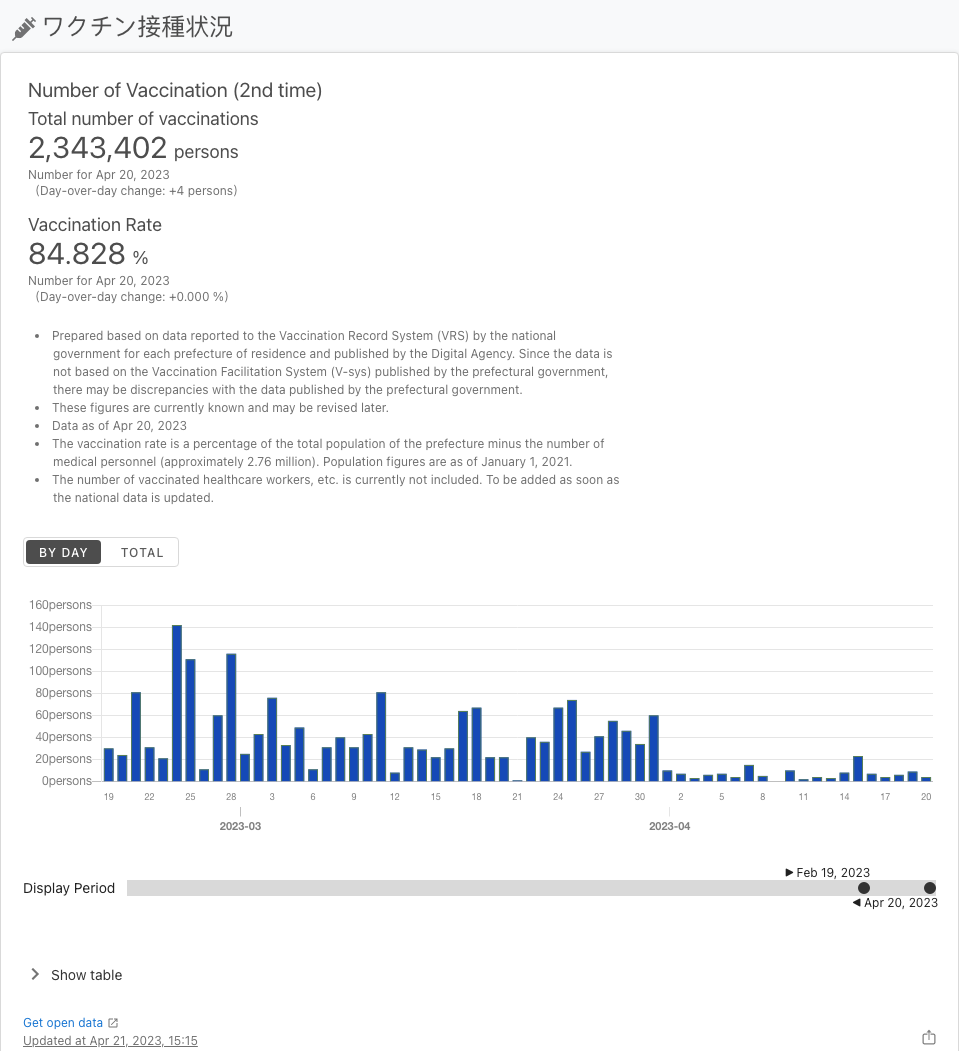 ワクチン接種状況
Number of Vaccination (2nd time)
Total number of vaccinations
2,343,402 persons
Number for Apr 20, 2023
(Day-over-day change: +4 persons)
Vaccination Rate
84.828 %
Number for Apr 20, 2023
(Day-over-day change: +0.000 %)
• Prepared based on data reported to the Vaccination Record System (VRS) by the national
government for each prefecture of residence and published by the Digital Agency. Since the data is
not based on the Vaccination Facilitation System (V-sys) published by the prefectural government,
there may be discrepancies with the data published by the prefectural government.
• These figures are currently known and may be revised later.
• Data as of Apr 20, 2023
• The vaccination rate is a percentage of the total population of the prefecture minus the number of
medical personnel (approximately 2.76 million). Population figures are as of January 1, 2021.
• The number of vaccinated healthcare workers, etc. is currently not included. To be added as soon as
the national data is updated.
BY DAY TOTAL
160persons
140persons
120persons
100persons
80persons
60persons
40persons
20persons
0persons
19 22 25 28 3 6 9 12 15 18 21 24 27 30 2 5 8 11 14 17 20
2023-03 2023-04
Feb 19, 2023
Display Period
Apr 20, 2023
Show table
Get open data
Updated at Apr 21, 2023, 15:15